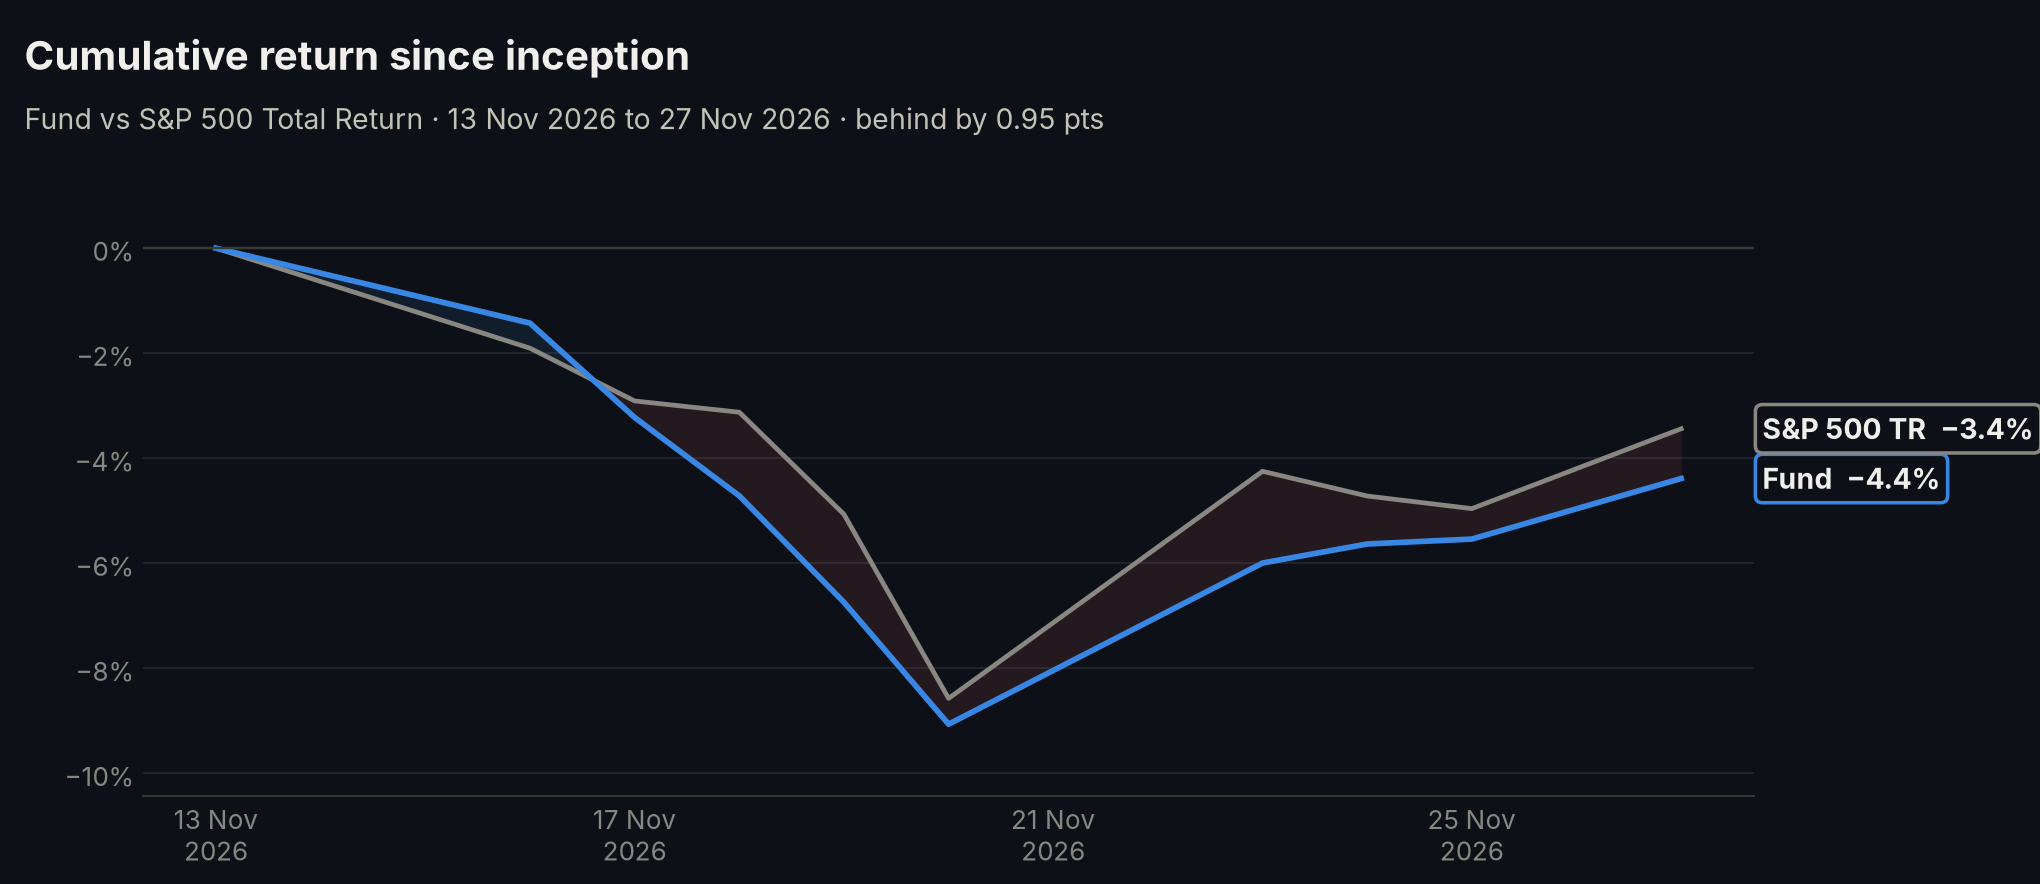 Cumulative return since inception
Fund vs S&P 500 Total Return · 13 Nov 2026 to 27 Nov 2026 · behind by 0.95 pts
0%
−2%
−4%
−6%
−8%
−10%
S&P 500 TR −3.4%
Fund −4.4%
13 Nov
2026
17 Nov
2026
21 Nov
2026
25 Nov
2026